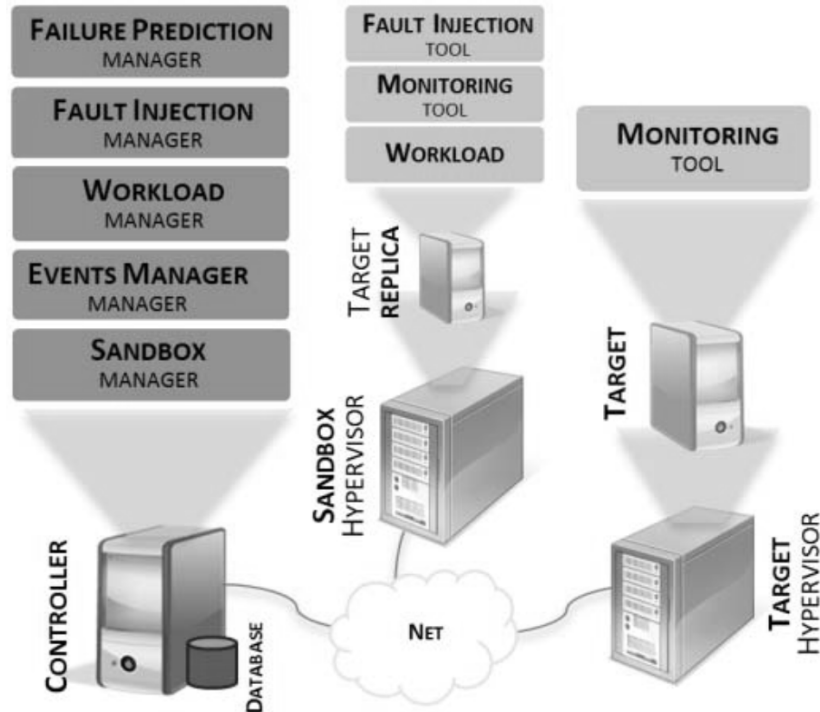 FAILURE PREDICTION
MANAGER
FAULT INJECTION
MANAGER
WORKLOAD
MANAGER
EVENTS MANAGER
MANAGER
SANDBOX
MANAGER
CONTROLLER
DATABASE
FAULT INJECTION
TOOL
MONITORING
TOOL
WORKLOAD
TARGET
REPLICA
SANDBOX
HYPERVISOR
NET
MONITORING
TOOL
TARGET
TARGET
HYPERVISOR